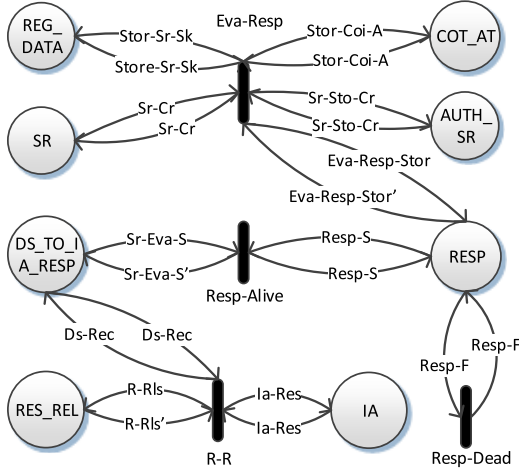 REG_
DATA
Stor-Sr-Sk
Store-Sr-Sk
Eva-Resp
Stor-Coi-A
Stor-Coi-A
COT_AT
SR
Sr-Cr
Sr-Cr
Sr-Sto-Cr
Sr-Sto-Cr
AUTH_
SR
Eva-Resp-Stor
Eva-Resp-Stor’
DS_TO_I
A_RESP
Sr-Eva-S
Sr-Eva-S’
Resp-S
Resp-S
RESP
Resp-Alive
Ds-Rec
Ds-Rec
Resp-F
Resp-F
RES_REL
R-Rls
R-Rls’
Ia-Res
Ia-Res
IA
R-R
Resp-Dead